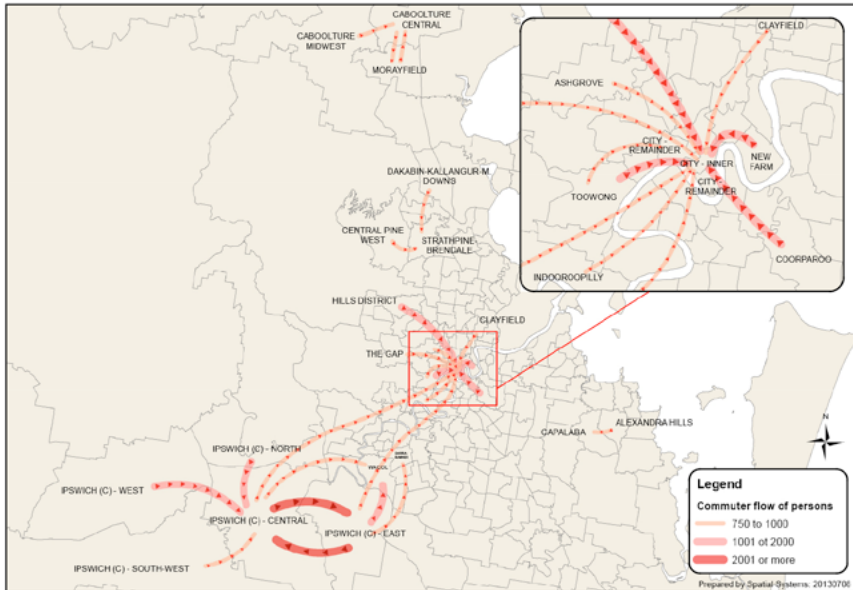 CABOOLTURE
CENTRAL
CABOOLTURE
MIDWEST
MORAYFIELD
DAKABIN-KALLANGUR-M.
DOWNS
CENTRAL PINE
WEST
STRATHPINE-
BRENDALE
HILLS DISTRICT
CLAYFIELD
THE GAP
CAPALABA
ALEXANDRA HILLS
IPSWICH (C) - NORTH
IPSWICH (C) - WEST
IPSWICH (C) - CENTRAL
IPSWICH (C) - EAST
IPSWICH (C) - SOUTH-WEST
CLAYFIELD
ASHGROVE
CITY -
REMAINDER
CITY - INNER
NEW
FARM
CITY -
REMAINDER
TOOWONG
COORPAROO
INDOOROOPILLY
N
Legend
Commuter flow of persons
750 to 1000
1001 ot 2000
2001 or more
Prepared by Spatial Systems: 20130708